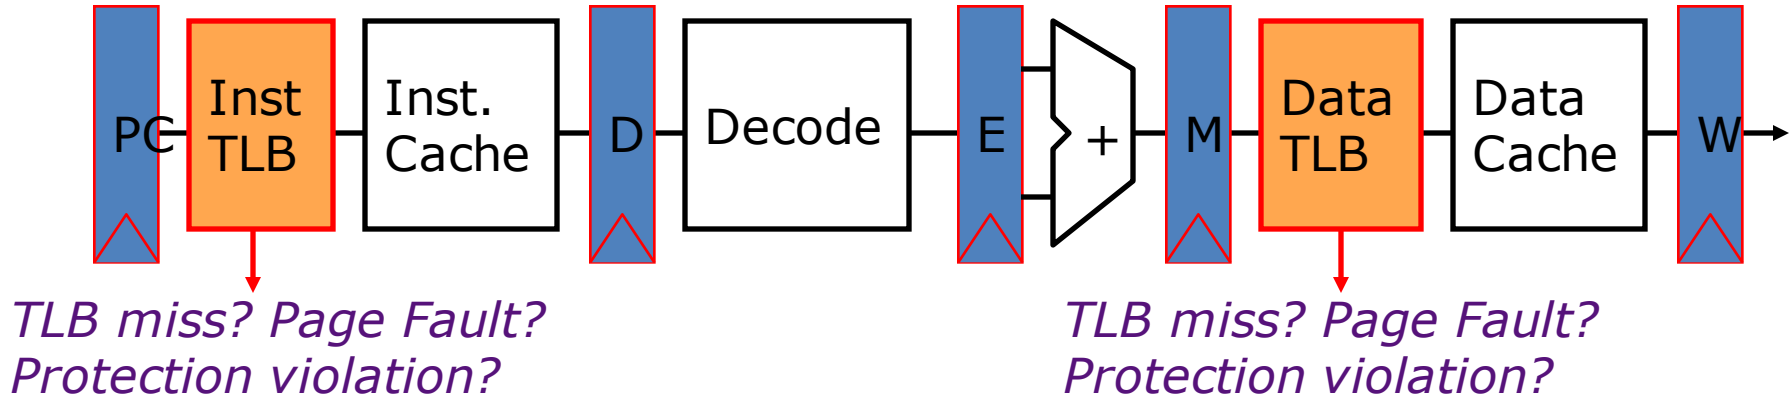 PC
Inst
TLB
Inst.
Cache
D
Decode
E
+
M
Data
TLB
Data
Cache
W
TLB miss? Page Fault?
Protection violation?
TLB miss? Page Fault?
Protection violation?